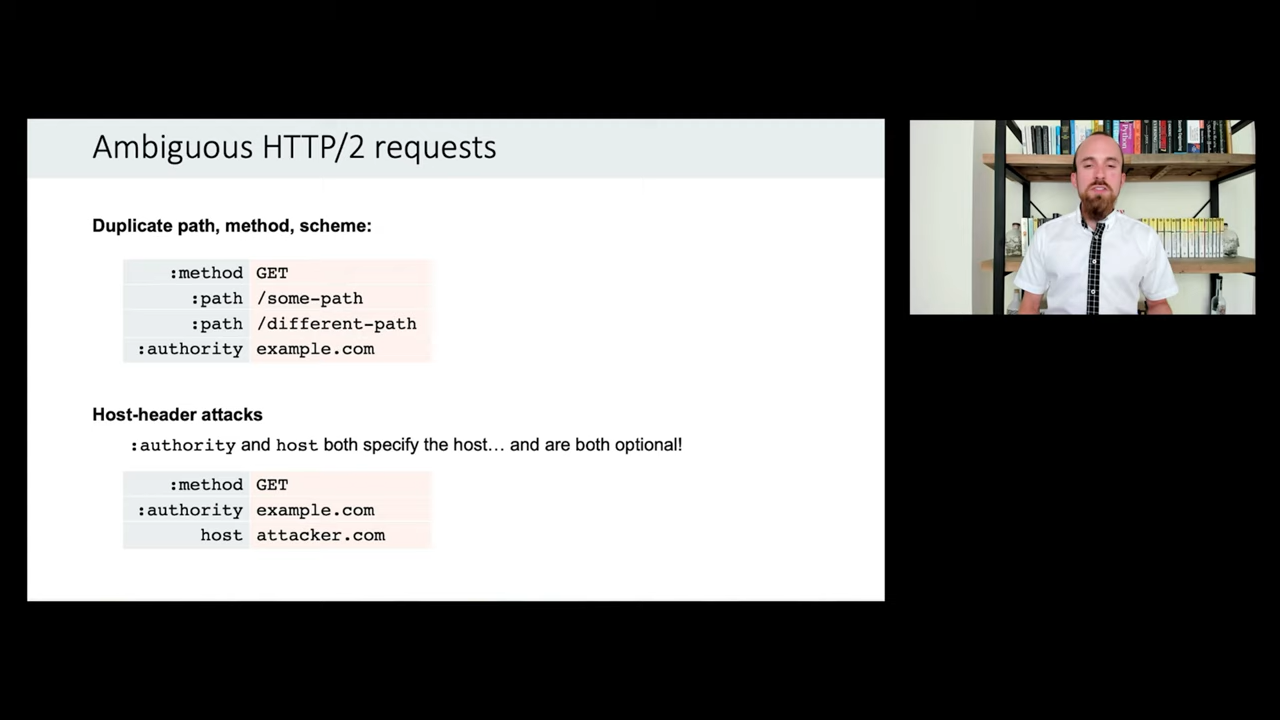 Ambiguous HTTP/2 requests
Duplicate path, method, scheme:
:method GET
:path /some-path
:path /different-path
:authority example.com
Host-header attacks
:authority and host both specify the host… and are both optional!
:method GET
:authority example.com
host attacker.com
Python